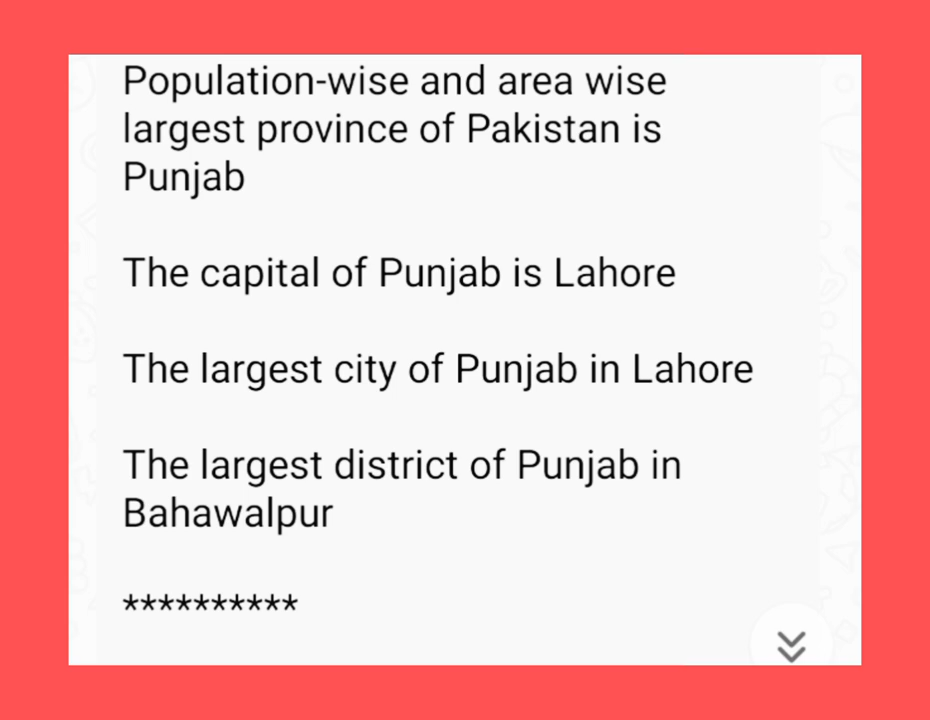 Population-wise and area wise
largest province of Pakistan is
Punjab
The capital of Punjab is Lahore
The largest city of Punjab in Lahore
The largest district of Punjab in
Bahawalpur
**********